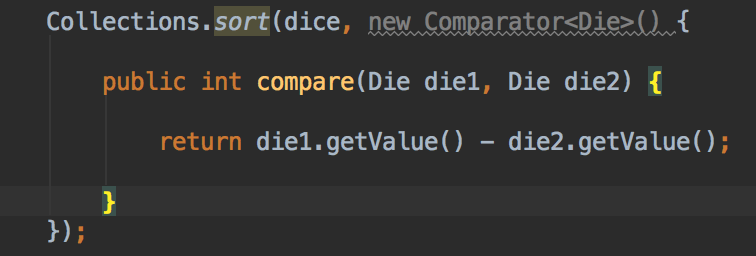 Collections.sort(dice, new Comparator<Die>() {
public int compare(Die die1, Die die2) {
return die1.getValue() - die2.getValue();
}
});